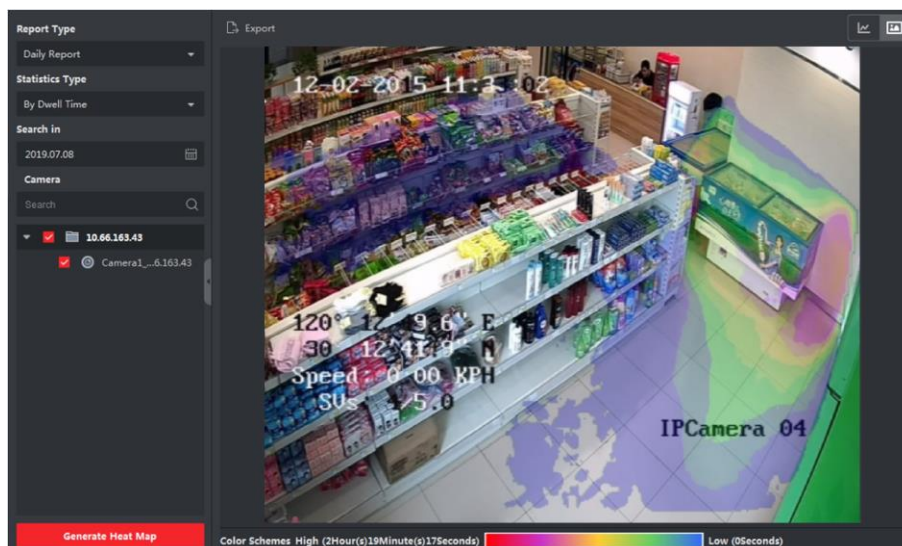 Report Type
Daily Report
Statistics Type
By Dwell Time
Search in
2019.07.08
Camera
Search
10.66.163.43
Camera1_...6.163.43
Generate Heat Map
Export
12-02-2015 11:3 :02
120° 12' 9.6" E
30 12'41.9" N
Speed: 0 00 KPH
SVs /5.0
IPCamera 04
Color Schemes High (2Hour(s)19Minute(s)17Seconds)
Low (0Seconds)